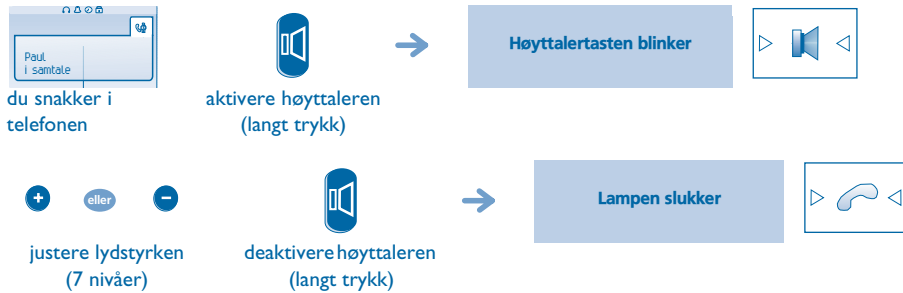 Paul
i samtale
du snakker i
telefonen
aktivere høyttaleren
(langt trykk)
Høyttalertasten blinker
eller
justere lydstyrken
(7 nivåer)
deaktivere høyttaleren
(langt trykk)
Lampen slukker